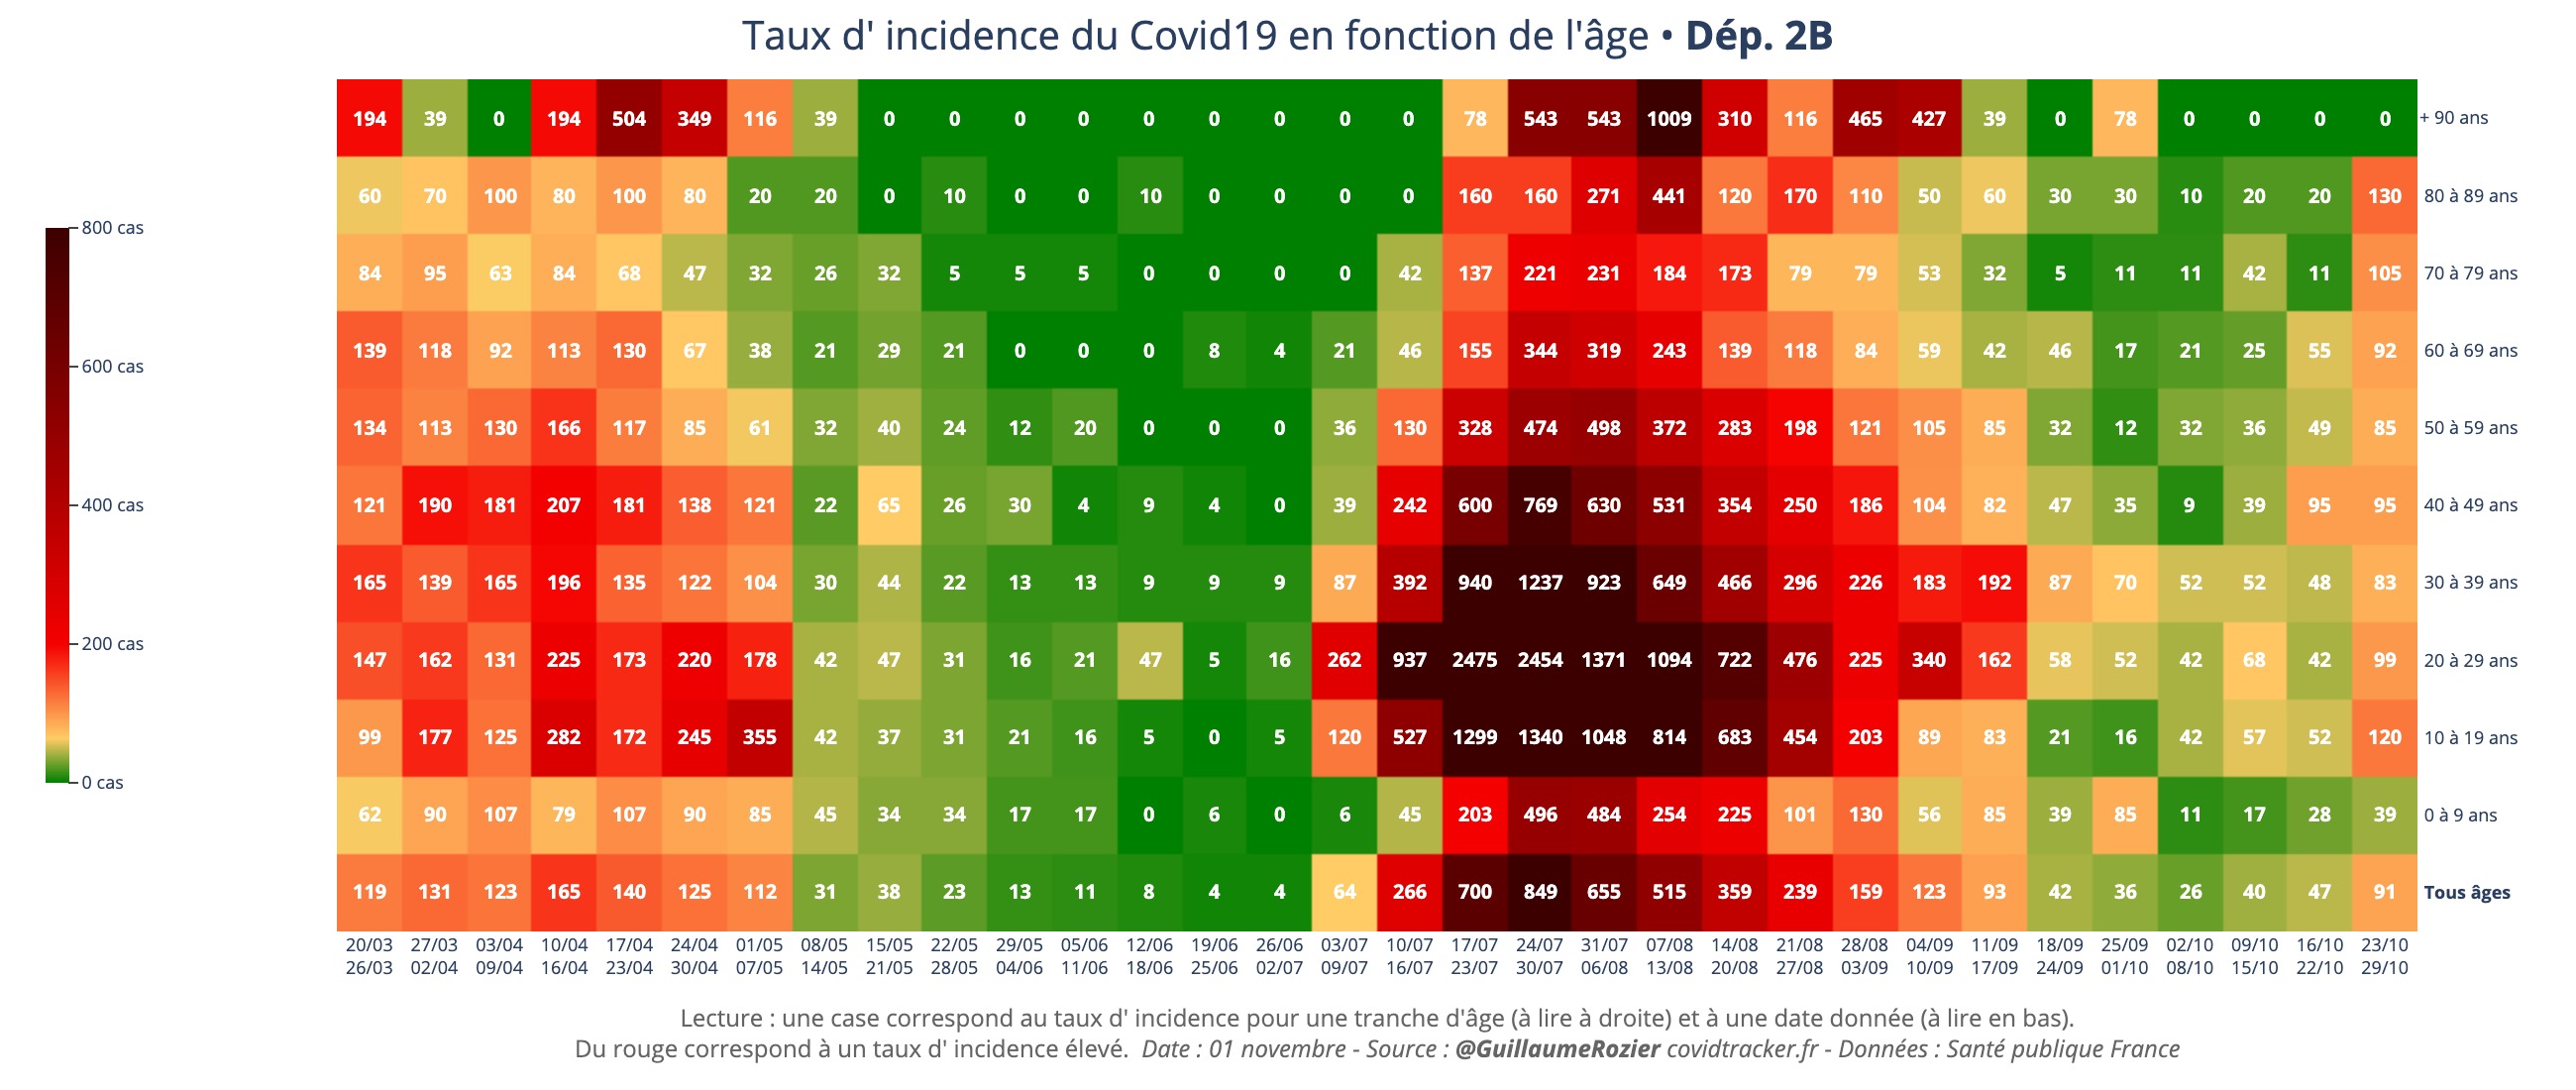 Taux d' incidence du Covid19 en fonction de l'âge • Dép. 2B
800 cas
600 cas
400 cas
200 cas
0 cas
194 39 0 194 504 349 116 39 0 0 0 0 0 0 0 0 0 78 543 543 1009 310 116 465 427 39 0 78 0 0 0 0 + 90 ans
60 70 100 80 100 80 20 20 0 10 0 0 10 0 0 0 0 160 160 271 441 120 170 110 50 60 30 30 10 20 20 130 80 à 89 ans
84 95 63 84 68 47 32 26 32 5 5 5 0 0 0 0 42 137 221 231 184 173 79 79 53 32 5 11 11 42 11 105 70 à 79 ans
139 118 92 113 130 67 38 21 29 21 0 0 0 8 4 21 46 155 344 319 243 139 118 84 59 42 46 17 21 25 55 92 60 à 69 ans
134 113 130 166 117 85 61 32 40 24 12 20 0 0 0 36 130 328 474 498 372 283 198 121 105 85 32 12 32 36 49 85 50 à 59 ans
121 190 181 207 181 138 121 22 65 26 30 4 9 4 0 39 242 600 769 630 531 354 250 186 104 82 47 35 9 39 95 95 40 à 49 ans
165 139 165 196 135 122 104 30 44 22 13 13 9 9 9 87 392 940 1237 923 649 466 296 226 183 192 87 70 52 52 48 83 30 à 39 ans
147 162 131 225 173 220 178 42 47 31 16 21 47 5 16 262 937 2475 2454 1371 1094 722 476 225 340 162 58 52 42 68 42 99 20 à 29 ans
99 177 125 282 172 245 355 42 37 31 21 16 5 0 5 120 527 1299 1340 1048 814 683 454 203 89 83 21 16 42 57 52 120 10 à 19 ans
62 90 107 79 107 90 85 45 34 34 17 17 0 6 0 6 45 203 496 484 254 225 101 130 56 85 39 85 11 17 28 39 0 à 9 ans
119 131 123 165 140 125 112 31 38 23 13 11 8 4 4 64 266 700 849 655 515 359 239 159 123 93 42 36 26 40 47 91 Tous âges
20/03 27/03 03/04 10/04 17/04 24/04 01/05 08/05 15/05 22/05 29/05 05/06 12/06 19/06 26/06 03/07 10/07 17/07 24/07 31/07 07/08 14/08 21/08 28/08 04/09 11/09 18/09 25/09 02/10 09/10 16/10 23/10
26/03 02/04 09/04 16/04 23/04 30/04 07/05 14/05 21/05 28/05 04/06 11/06 18/06 25/06 02/07 09/07 16/07 23/07 30/07 06/08 13/08 20/08 27/08 03/09 10/09 17/09 24/09 01/10 08/10 15/10 22/10 29/10
Lecture : une case correspond au taux d' incidence pour une tranche d'âge (à lire à droite) et à une date donnée (à lire en bas).
Du rouge correspond à un taux d' incidence élevé. Date : 01 novembre - Source : @GuillaumeRozier covidtracker.fr - Données : Santé publique France